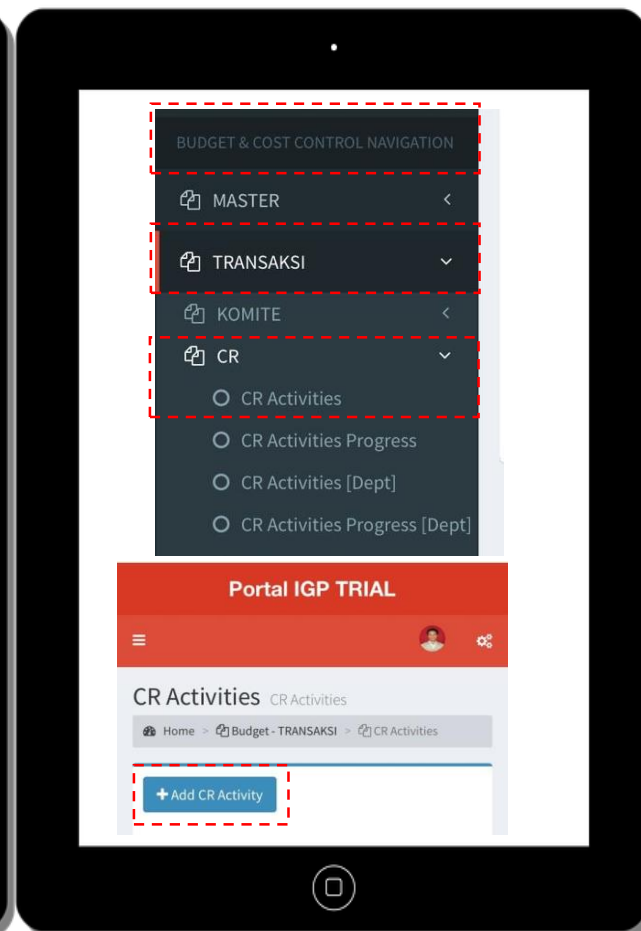 BUDGET & COST CONTROL NAVIGATION
MASTER
TRANSAKSI
KOMITE
CR
CR Activities
CR Activities Progress
CR Activities [Dept]
CR Activities Progress [Dept]
Portal IGP TRIAL
CR Activities CR Activities
Home > Budget - TRANSAKSI > CR Activities
+ Add CR Activity